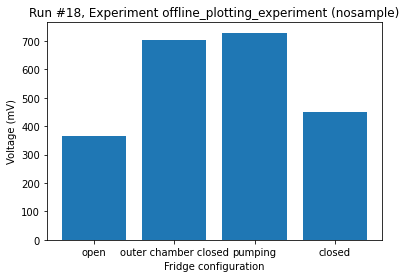 Run #18, Experiment offline_plotting_experiment (nosample)
700
600
500
400
300
200
100
0
Voltage (mV)
open outer chamber closed pumping closed
Fridge configuration